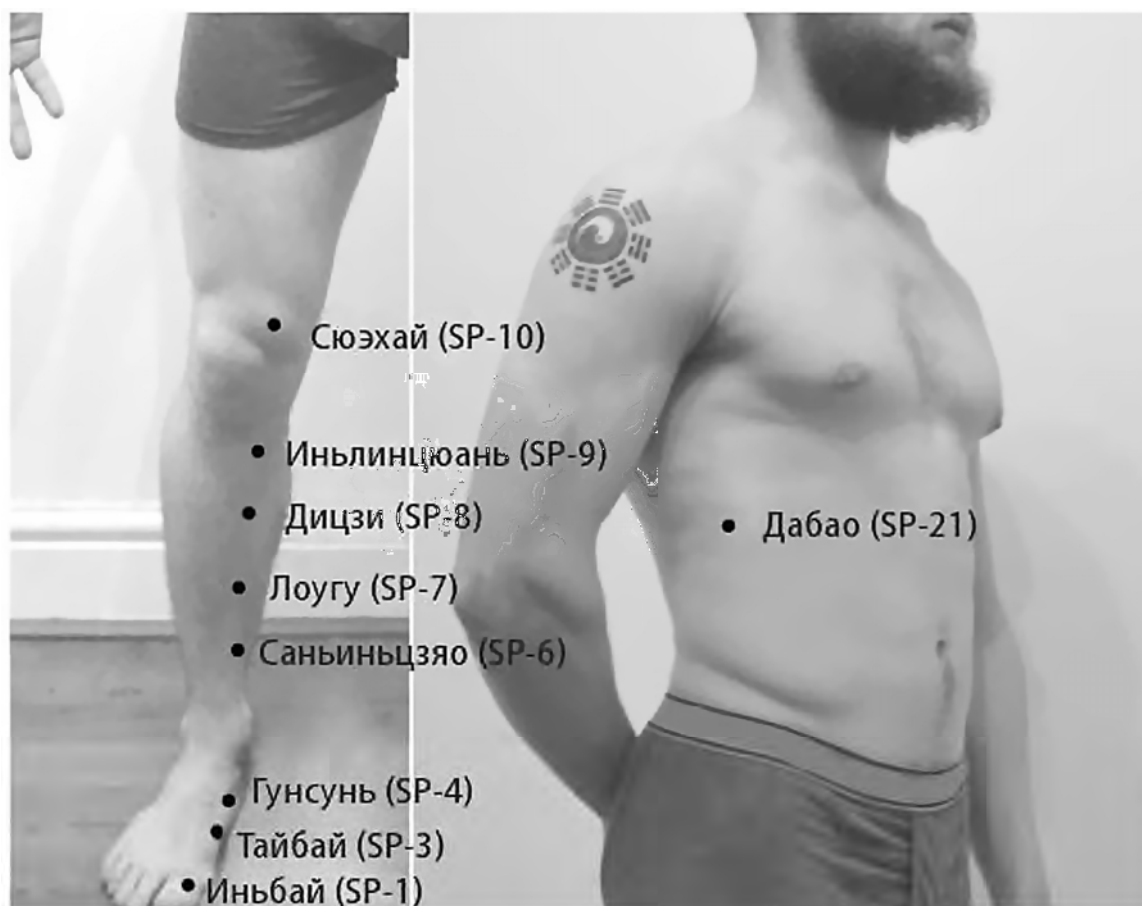 Сюэхай (SP-10)
Иньлинцюань (SP-9)
Дицзи (SP-8)
Дабао (SP-21)
Лоугу (SP-7)
Саньиньцзяо (SP-6)
Гунсунь (SP-4)
Тайбай (SP-3)
Иньбай (SP-1)